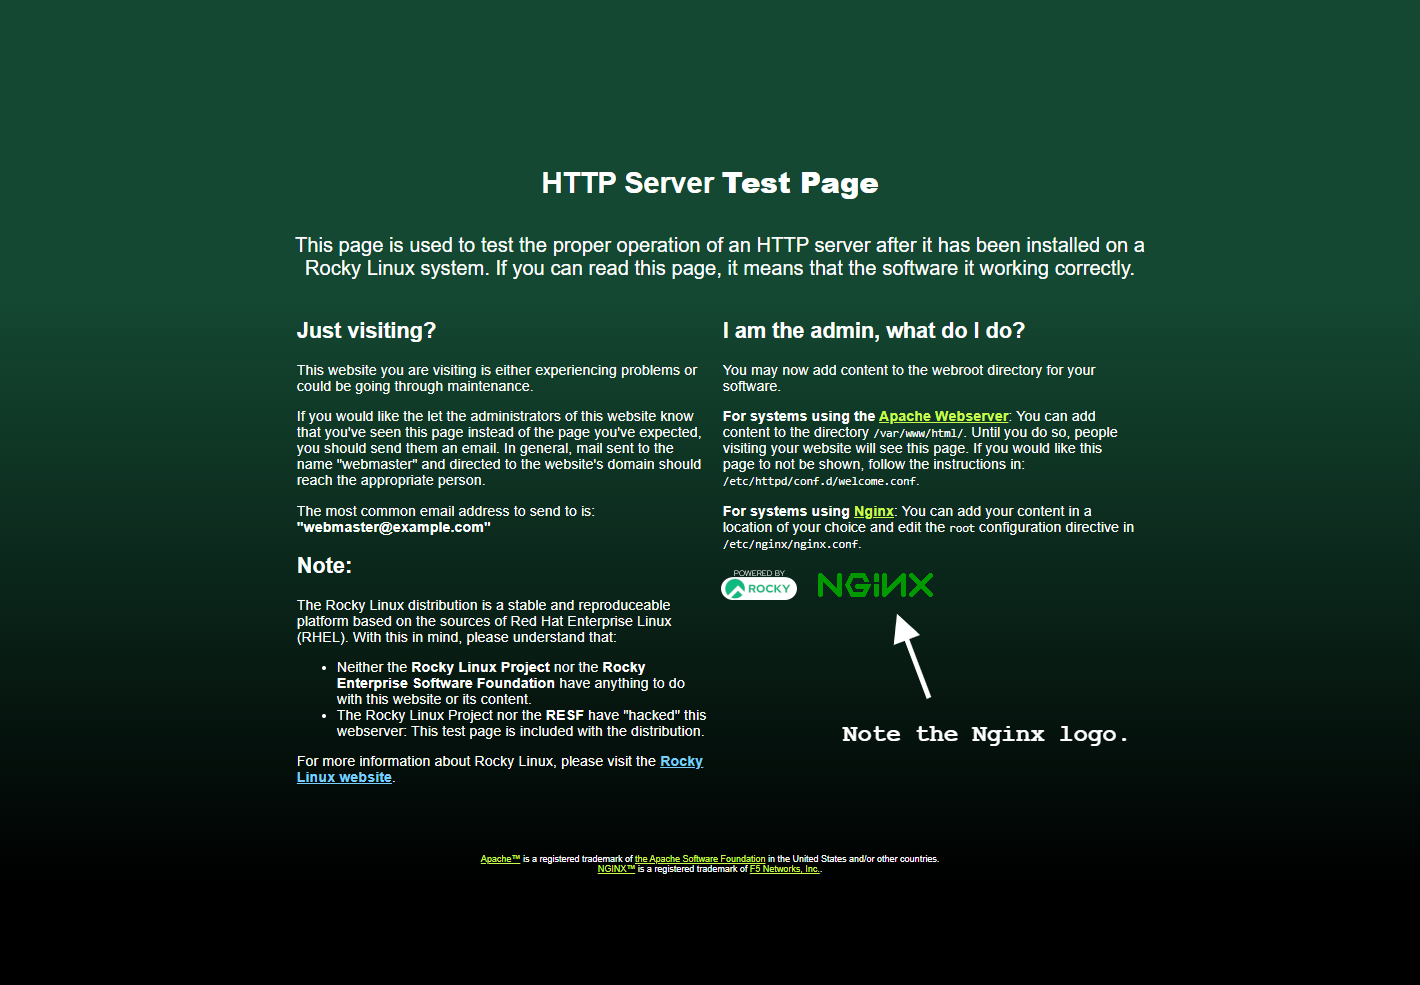 HTTP Server Test Page
This page is used to test the proper operation of an HTTP server after it has been installed on a
Rocky Linux system. If you can read this page, it means that the software it working correctly.
Just visiting?
This website you are visiting is either experiencing problems or
could be going through maintenance.
If you would like the let the administrators of this website know
that you've seen this page instead of the page you've expected,
you should send them an email. In general, mail sent to the
name "webmaster" and directed to the website's domain should
reach the appropriate person.
The most common email address to send to is:
"webmaster@example.com"
Note:
The Rocky Linux distribution is a stable and reproduceable
platform based on the sources of Red Hat Enterprise Linux
(RHEL). With this in mind, please understand that:
• Neither the Rocky Linux Project nor the Rocky
Enterprise Software Foundation have anything to do
with this website or its content.
• The Rocky Linux Project nor the RESF have "hacked" this
webserver: This test page is included with the distribution.
For more information about Rocky Linux, please visit the Rocky
Linux website.
I am the admin, what do I do?
You may now add content to the webroot directory for your
software.
For systems using the Apache Webserver: You can add
content to the directory /var/www/html/. Until you do so, people
visiting your website will see this page. If you would like this
page to not be shown, follow the instructions in:
/etc/httpd/conf.d/welcome.conf.
For systems using Nginx: You can add your content in a
location of your choice and edit the root configuration directive in
/etc/nginx/nginx.conf.
POWERED BY
ROCKY
NGINX
Note the Nginx logo.
Apache™ is a registered trademark of the Apache Software Foundation in the United States and/or other countries.
NGINX™ is a registered trademark of F5 Networks, Inc..